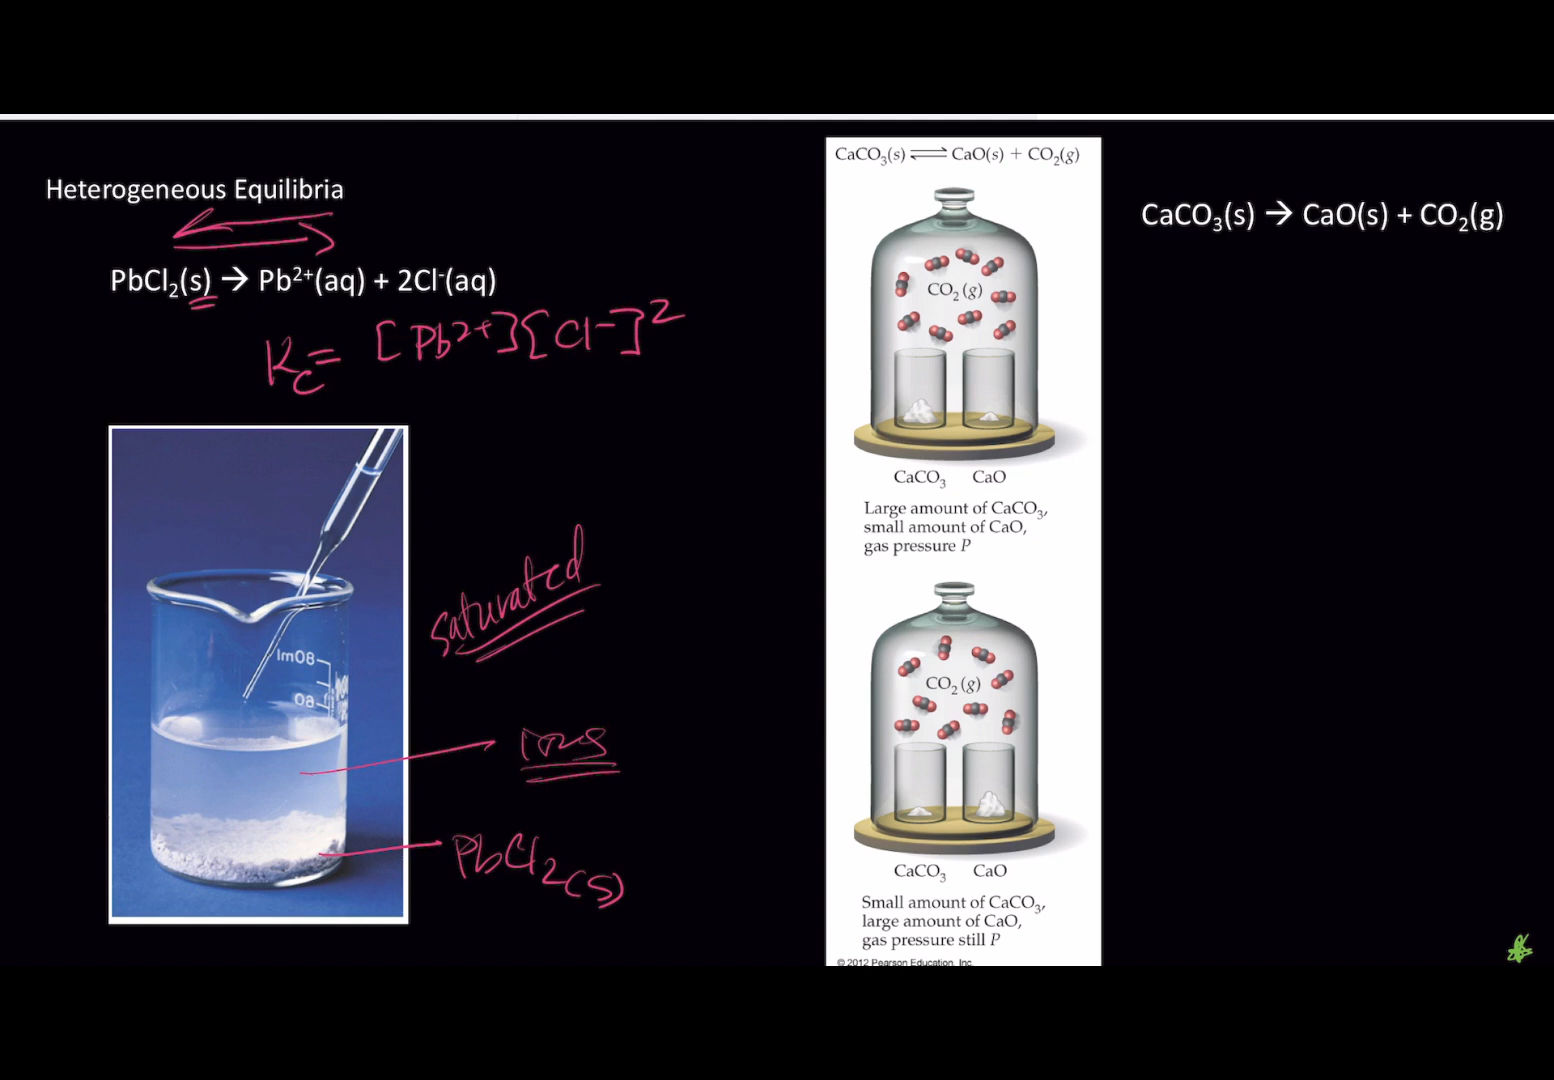 Heterogeneous Equilibria
PbCl₂(s) → Pb²⁺(aq) + 2Cl⁻(aq)
Kc = [Pb²⁺][Cl⁻]²
saturated
80ml
60
ions
PbCl₂(s)
CaCO₃(s) ⇌ CaO(s) + CO₂(g)
CO₂(g)
CaCO₃ CaO
Large amount of CaCO₃,
small amount of CaO,
gas pressure P
CO₂(g)
CaCO₃ CaO
Small amount of CaCO₃,
large amount of CaO,
gas pressure still P
© 2012 Pearson Education, Inc.
CaCO₃(s) → CaO(s) + CO₂(g)